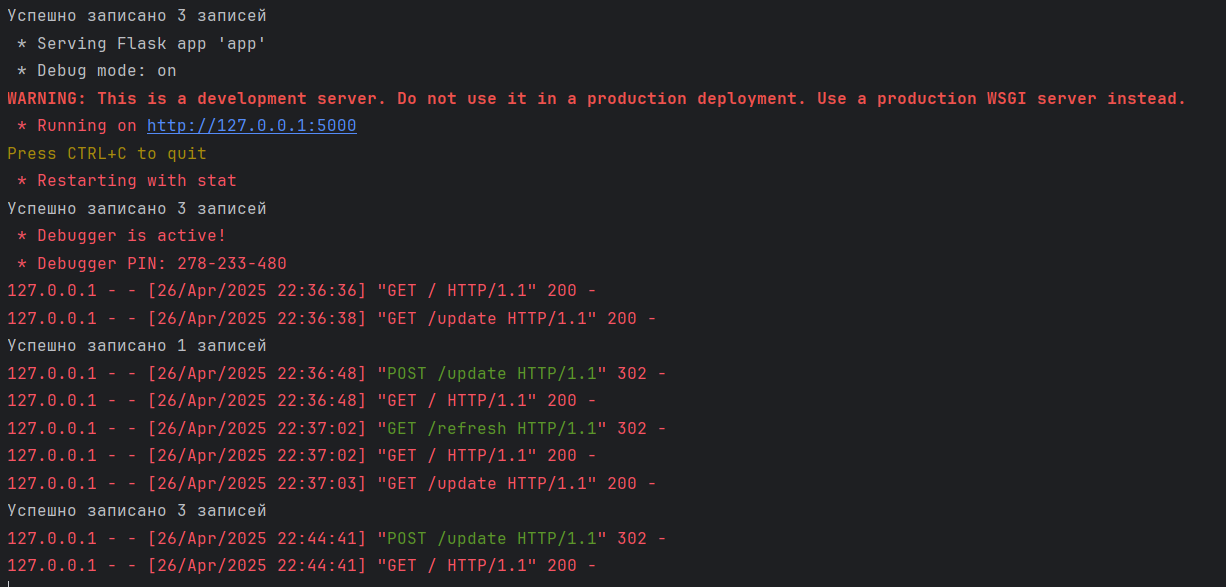 Успешно записано 3 записей
 * Serving Flask app 'app'
 * Debug mode: on
WARNING: This is a development server. Do not use it in a production deployment. Use a production WSGI server instead.
 * Running on http://127.0.0.1:5000
Press CTRL+C to quit
 * Restarting with stat
Успешно записано 3 записей
 * Debugger is active!
 * Debugger PIN: 278-233-480
127.0.0.1 - - [26/Apr/2025 22:36:36] "GET / HTTP/1.1" 200 -
127.0.0.1 - - [26/Apr/2025 22:36:38] "GET /update HTTP/1.1" 200 -
Успешно записано 1 записей
127.0.0.1 - - [26/Apr/2025 22:36:48] "POST /update HTTP/1.1" 302 -
127.0.0.1 - - [26/Apr/2025 22:36:48] "GET / HTTP/1.1" 200 -
127.0.0.1 - - [26/Apr/2025 22:37:02] "GET /refresh HTTP/1.1" 302 -
127.0.0.1 - - [26/Apr/2025 22:37:02] "GET / HTTP/1.1" 200 -
127.0.0.1 - - [26/Apr/2025 22:37:03] "GET /update HTTP/1.1" 200 -
Успешно записано 3 записей
127.0.0.1 - - [26/Apr/2025 22:44:41] "POST /update HTTP/1.1" 302 -
127.0.0.1 - - [26/Apr/2025 22:44:41] "GET / HTTP/1.1" 200 -